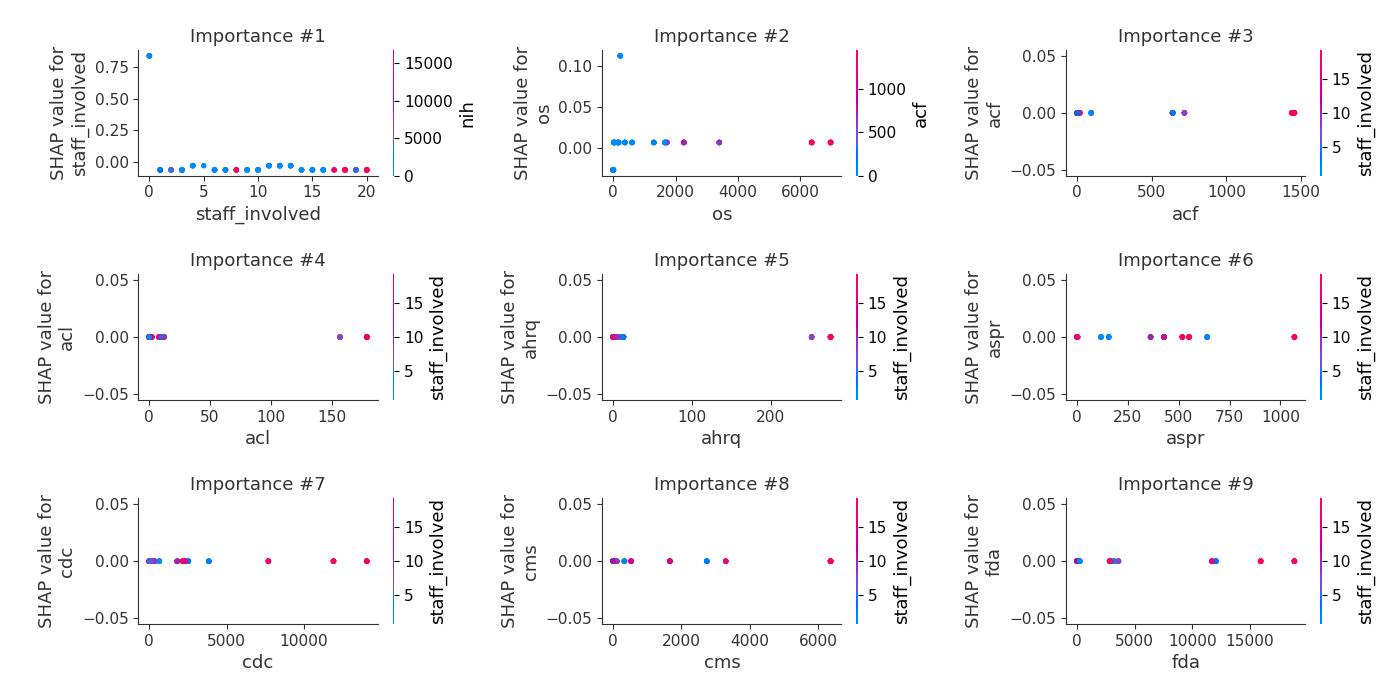 Importance #1
SHAP value for
staff_involved
0.75
0.50
0.25
0.00
0
5
10
15
20
staff_involved
15000
10000
5000
0
nih
Importance #2
SHAP value for
os
0.10
0.05
0.00
0
2000
4000
6000
os
1000
500
0
acf
Importance #3
SHAP value for
acf
0.05
0.00
−0.05
0
500
1000
1500
acf
15
10
5
staff_involved
Importance #4
SHAP value for
acl
0.05
0.00
−0.05
0
50
100
150
acl
15
10
5
staff_involved
Importance #5
SHAP value for
ahrq
0.05
0.00
−0.05
0
100
200
ahrq
15
10
5
staff_involved
Importance #6
SHAP value for
aspr
0.05
0.00
−0.05
0
250
500
750
1000
aspr
15
10
5
staff_involved
Importance #7
SHAP value for
cdc
0.05
0.00
−0.05
0
5000
10000
cdc
15
10
5
staff_involved
Importance #8
SHAP value for
cms
0.05
0.00
−0.05
0
2000
4000
6000
cms
15
10
5
staff_involved
Importance #9
SHAP value for
fda
0.05
0.00
−0.05
0
5000
10000
15000
fda
15
10
5
staff_involved